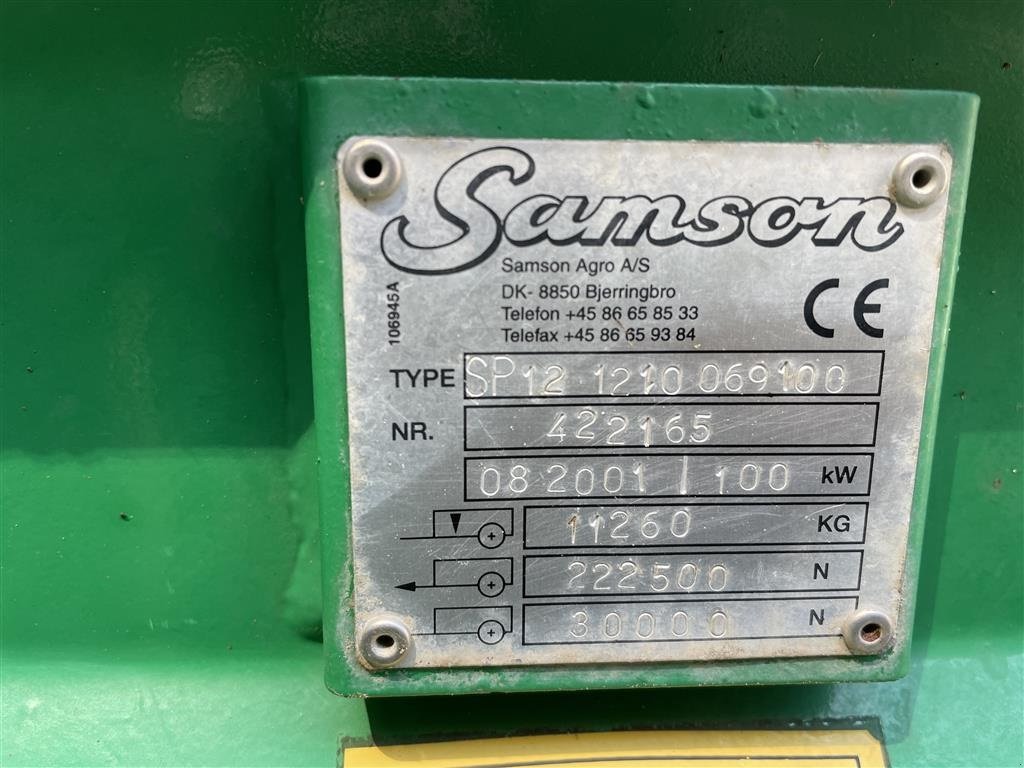 Samson
Samson Agro A/S
DK- 8850 Bjerringbro
Telefon +45 86 65 85 33
Telefax +45 86 65 93 84
CE
106945A
TYPE SP12 1210 069100
NR. 422165
08 2001 | 100 kW
11260 KG
222500 N
30000 N